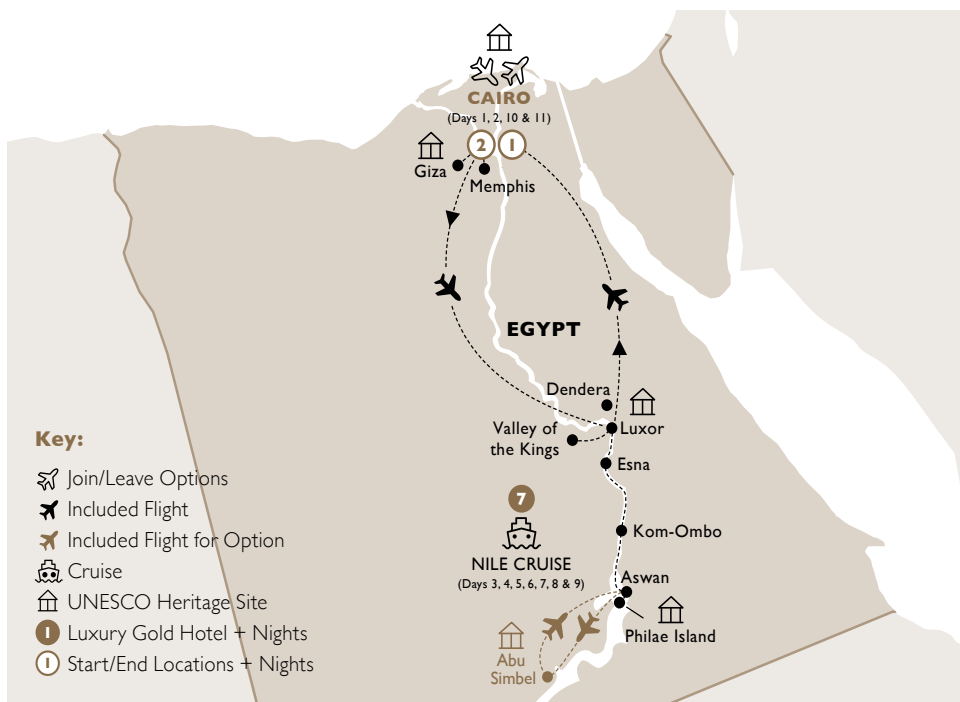 CAIRO
(Days 1, 2, 10 & 11)
2 1
Giza
Memphis
EGYPT
Dendera
Valley of
the Kings
Luxor
Esna
7
Kom-Ombo
NILE CRUISE
(Days 3, 4, 5, 6, 7, 8 & 9)
Aswan
Philae Island
Abu
Simbel
Key:
Join/Leave Options
Included Flight
Included Flight for Option
Cruise
UNESCO Heritage Site
1 Luxury Gold Hotel + Nights
1 Start/End Locations + Nights